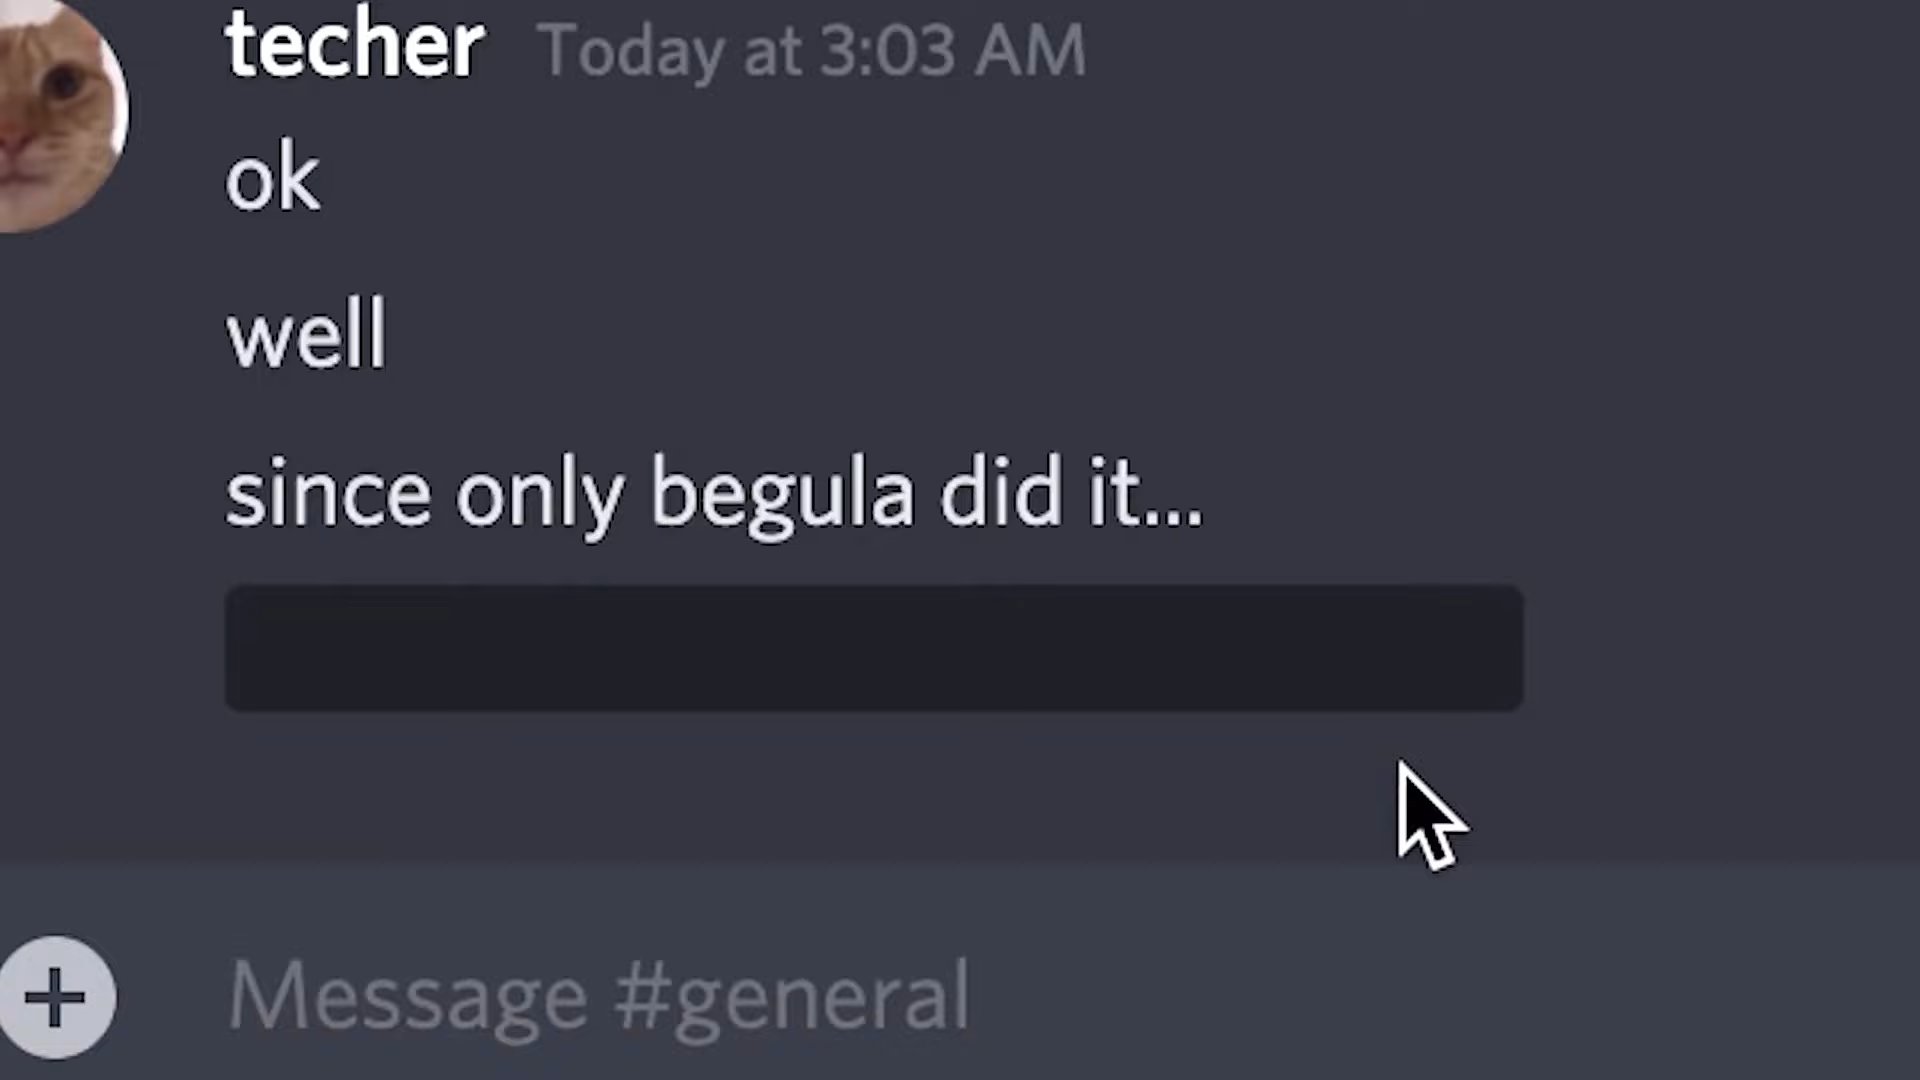 techer Today at 3:03 AM
ok
well
since only begula did it...
Message #general